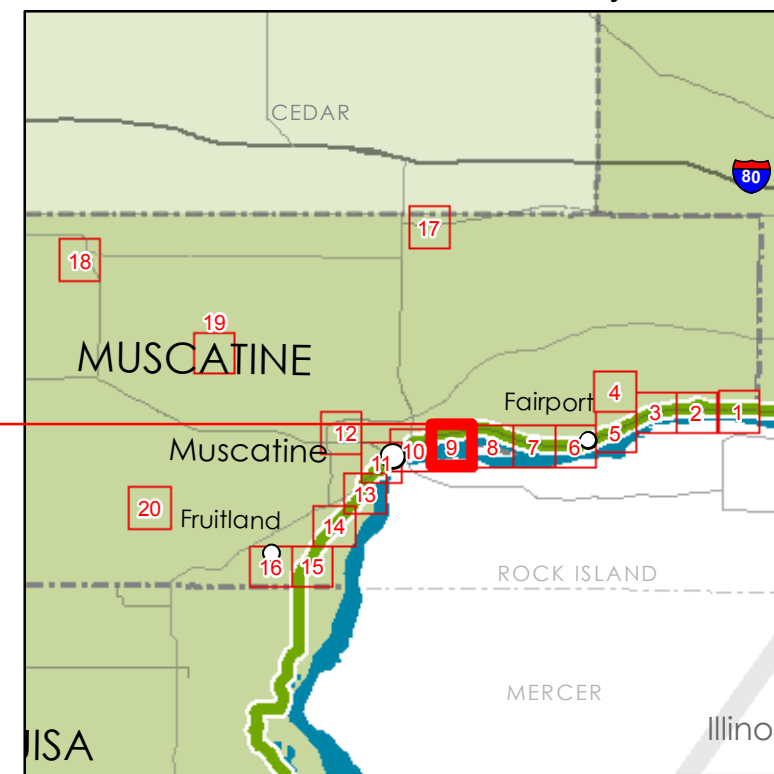 CEDAR
80
17
18
19
MUSCATINE
4
Fairport
3 2 1
12
5
Muscatine
10 9 8 7 6
11
13
20
Fruitland
14
16 15
ROCK ISLAND
MERCER
Illino
UISA